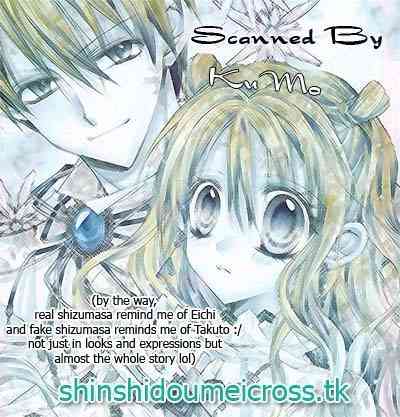 Scanned By
KuMo
(by the way,
real shizumasa remind me of Eichi
and fake shizumasa reminds me of Takuto :/
not just in looks and expressions but
almost the whole story lol)
shinshidoumeicross.tk